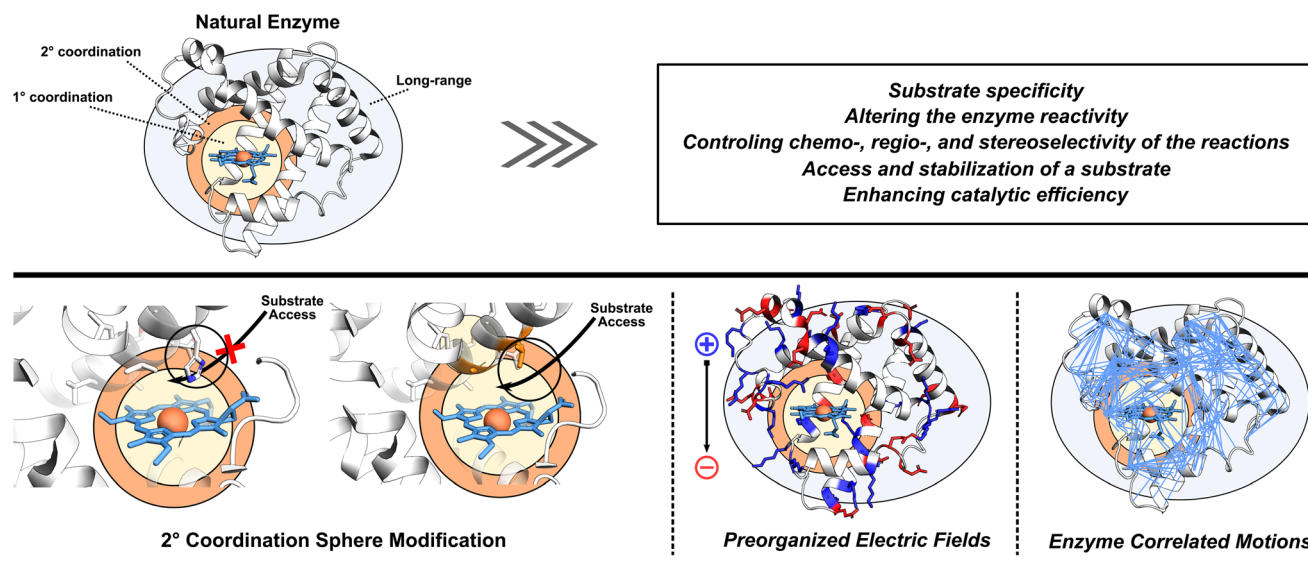 Natural Enzyme
2° coordination
1° coordination
Long-range
Substrate specificity
Altering the enzyme reactivity
Controling chemo-, regio-, and stereoselectivity of the reactions
Access and stabilization of a substrate
Enhancing catalytic efficiency
Substrate
Access
Substrate
Access
+
−
2° Coordination Sphere Modification
Preorganized Electric Fields
Enzyme Correlated Motions